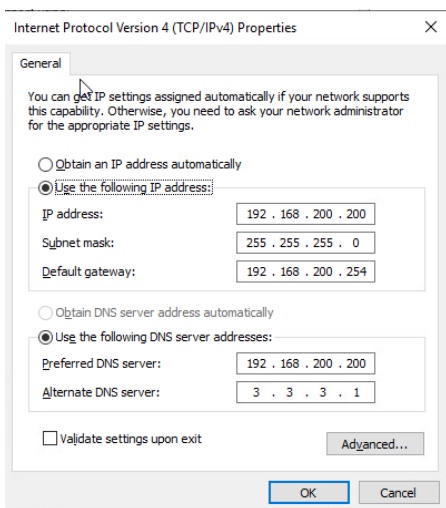 Internet Protocol Version 4 (TCP/IPv4) Properties
General
You can get IP settings assigned automatically if your network supports
this capability. Otherwise, you need to ask your network administrator
for the appropriate IP settings.
Obtain an IP address automatically
Use the following IP address:
IP address: 192 . 168 . 200 . 200
Subnet mask: 255 . 255 . 255 . 0
Default gateway: 192 . 168 . 200 . 254
Obtain DNS server address automatically
Use the following DNS server addresses:
Preferred DNS server: 192 . 168 . 200 . 200
Alternate DNS server: 3 . 3 . 3 . 1
Validate settings upon exit
Advanced...
OK Cancel